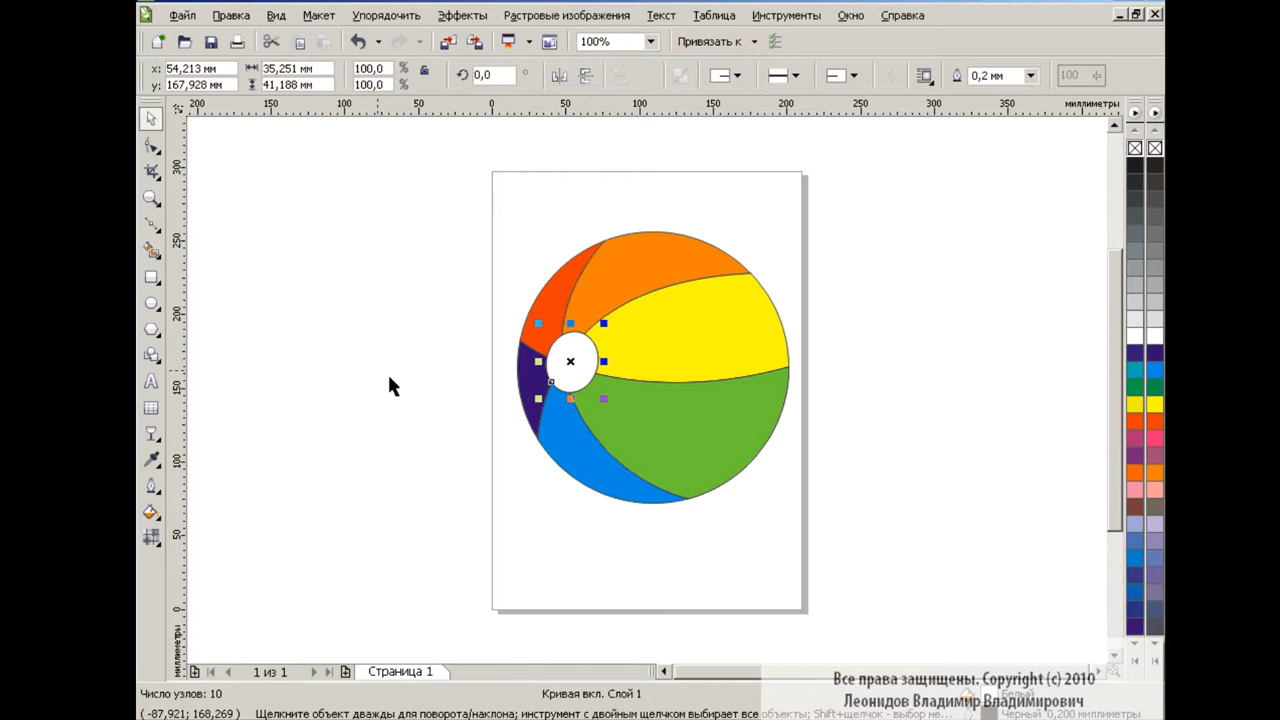 Файл Правка Вид Макет Упорядочить Эффекты Растровые изображения Текст Таблица Инструменты Окно Справка
100% Привязать к
x: 54,213 мм 35,251 мм 100,0 % 0,0 ° 0,2 мм 100
y: 167,928 мм 41,188 мм 100,0 %
200 150 100 50 0 50 100 150 200 250 300 350 миллиметры
300
250
200
150
100
50
0
миллиметры
1 из 1 Страница 1
Все права защищены. Copyright (c) 2010
Леонидов Владимир Владимирович
Число узлов: 10 Кривая вкл. Слой 1 Белый
( -87,921; 168,269 ) Щелкните объект дважды для поворота/наклона; инструмент с двойным щелчком выбирает все объекты; Shift+щелчок - выбор не... Черный 0,200 миллиметры